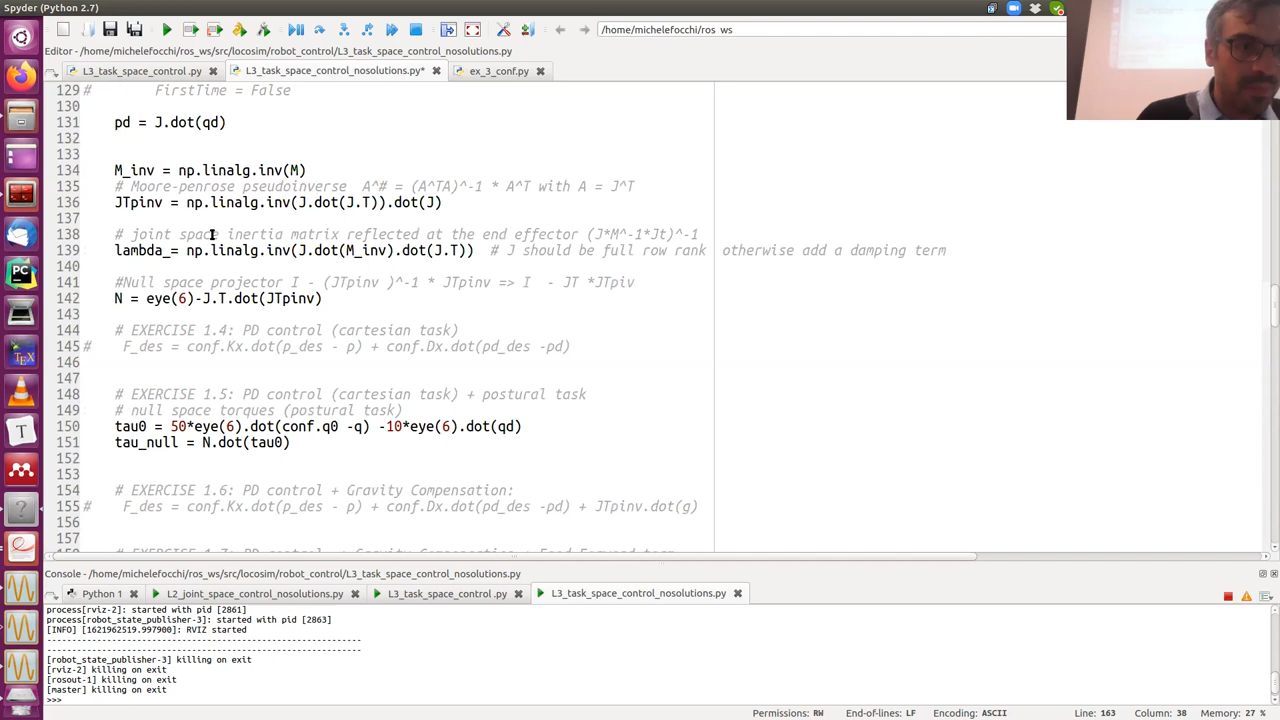 Spyder (Python 2.7)
/home/michelefocchi/ros_ws
Editor - /home/michelefocchi/ros_ws/src/locosim/robot_control/L3_task_space_control_nosolutions.py
L3_task_space_control .py
L3_task_space_control_nosolutions.py*
ex_3_conf.py
129 # FirstTime = False
130
131 pd = J.dot(qd)
132
133
134 M_inv = np.linalg.inv(M)
135 # Moore-penrose pseudoinverse A^# = (A^TA)^-1 * A^T with A = J^T
136 JTpinv = np.linalg.inv(J.dot(J.T)).dot(J)
137
138 # joint space inertia matrix reflected at the end effector (J*M^-1*Jt)^-1
139 lambda_= np.linalg.inv(J.dot(M_inv).dot(J.T)) # J should be full row rank otherwise add a damping term
140
141 #Null space projector I - (JTpinv )^-1 * JTpinv => I - JT *JTpiv
142 N = eye(6)-J.T.dot(JTpinv)
143
144 # EXERCISE 1.4: PD control (cartesian task)
145 # F_des = conf.Kx.dot(p_des - p) + conf.Dx.dot(pd_des -pd)
146
147
148 # EXERCISE 1.5: PD control (cartesian task) + postural task
149 # null space torques (postural task)
150 tau0 = 50*eye(6).dot(conf.q0 -q) -10*eye(6).dot(qd)
151 tau_null = N.dot(tau0)
152
153
154 # EXERCISE 1.6: PD control + Gravity Compensation:
155 # F_des = conf.Kx.dot(p_des - p) + conf.Dx.dot(pd_des -pd) + JTpinv.dot(g)
156
157
Console - /home/michelefocchi/ros_ws/src/locosim/robot_control/L3_task_space_control_nosolutions.py
Python 1
L2_joint_space_control_nosolutions.py
L3_task_space_control .py
L3_task_space_control_nosolutions.py
process[rviz-2]: started with pid [2861]
process[robot_state_publisher-3]: started with pid [2863]
[INFO] [1621962519.997900]: RVIZ started
--------------------------------------------------------------
--------------------------------------------------------------
[robot_state_publisher-3] killing on exit
[rviz-2] killing on exit
[rosout-1] killing on exit
[master] killing on exit
>>>
Permissions: RW End-of-lines: LF Encoding: ASCII Line: 163 Column: 38 Memory: 27 %